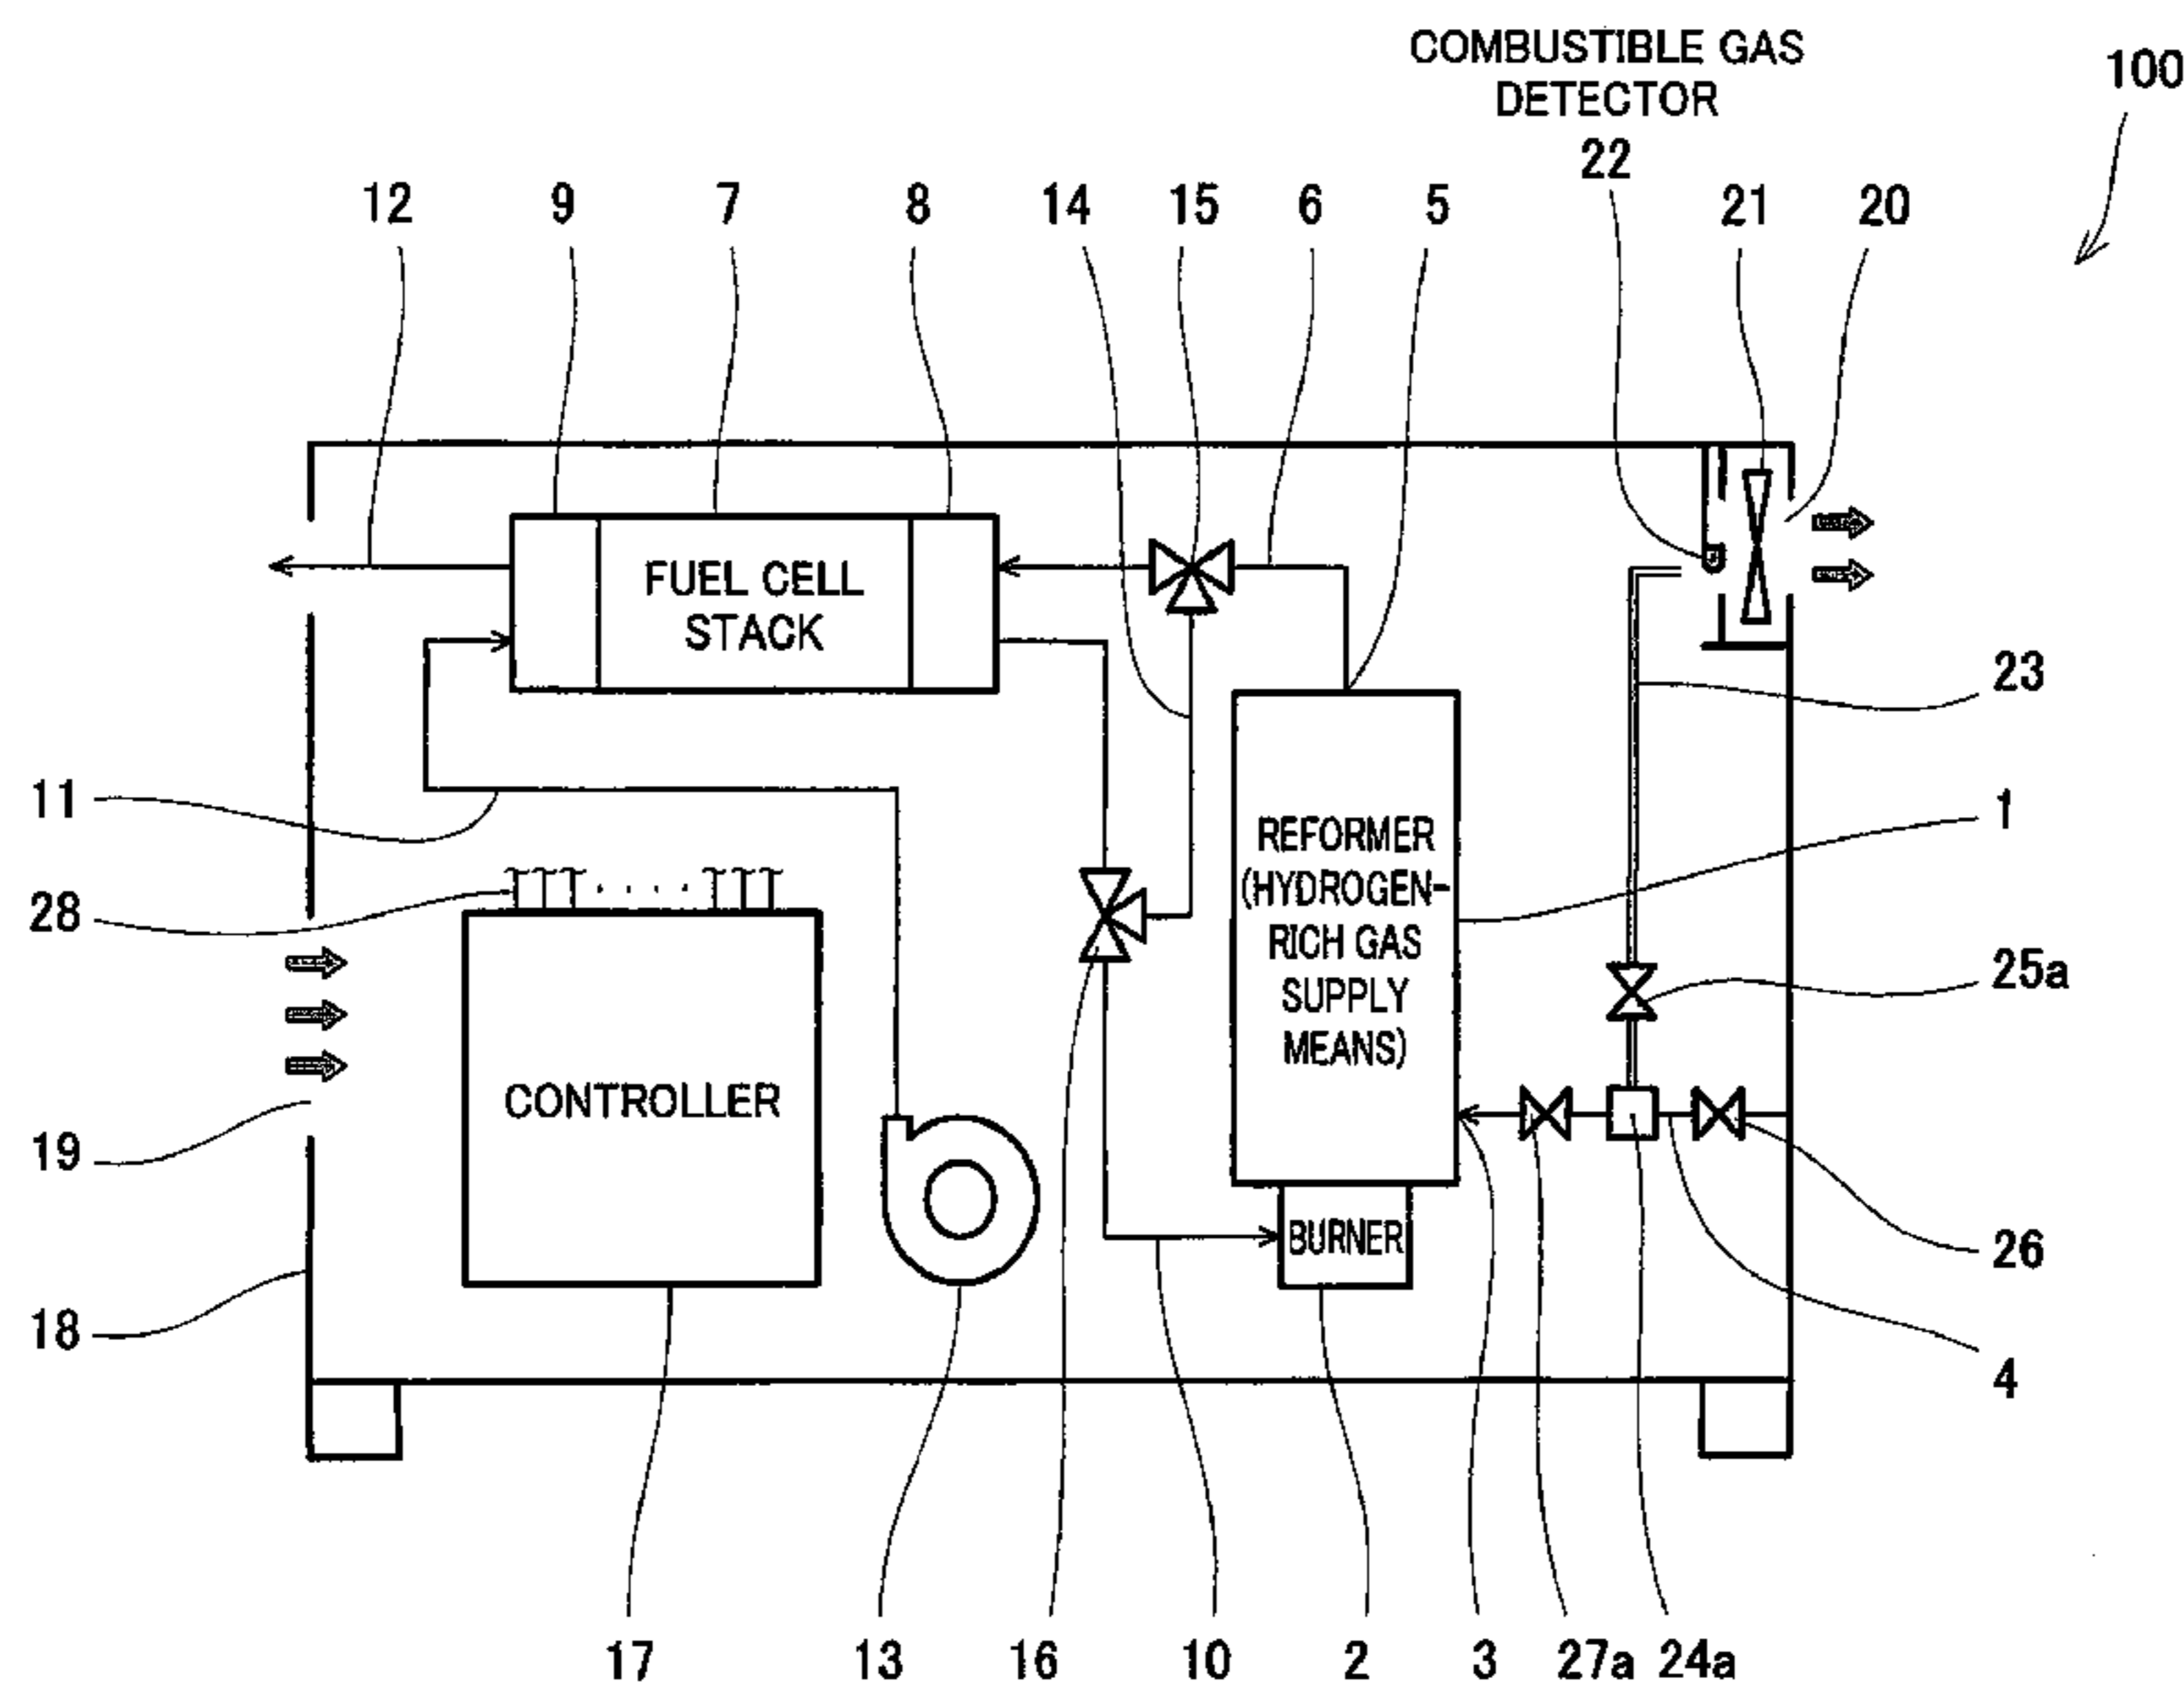 COMBUSTIBLE GAS
DETECTOR
100
12
9
7
8
14
15
6
5
22
21
20
FUEL CELL
STACK
23
11
1
REFORMER
(HYDROGEN-
RICH GAS
SUPPLY
MEANS)
28
25a
CONTROLLER
19
BURNER
26
18
4
17
13
16
10
2
3
27a
24a